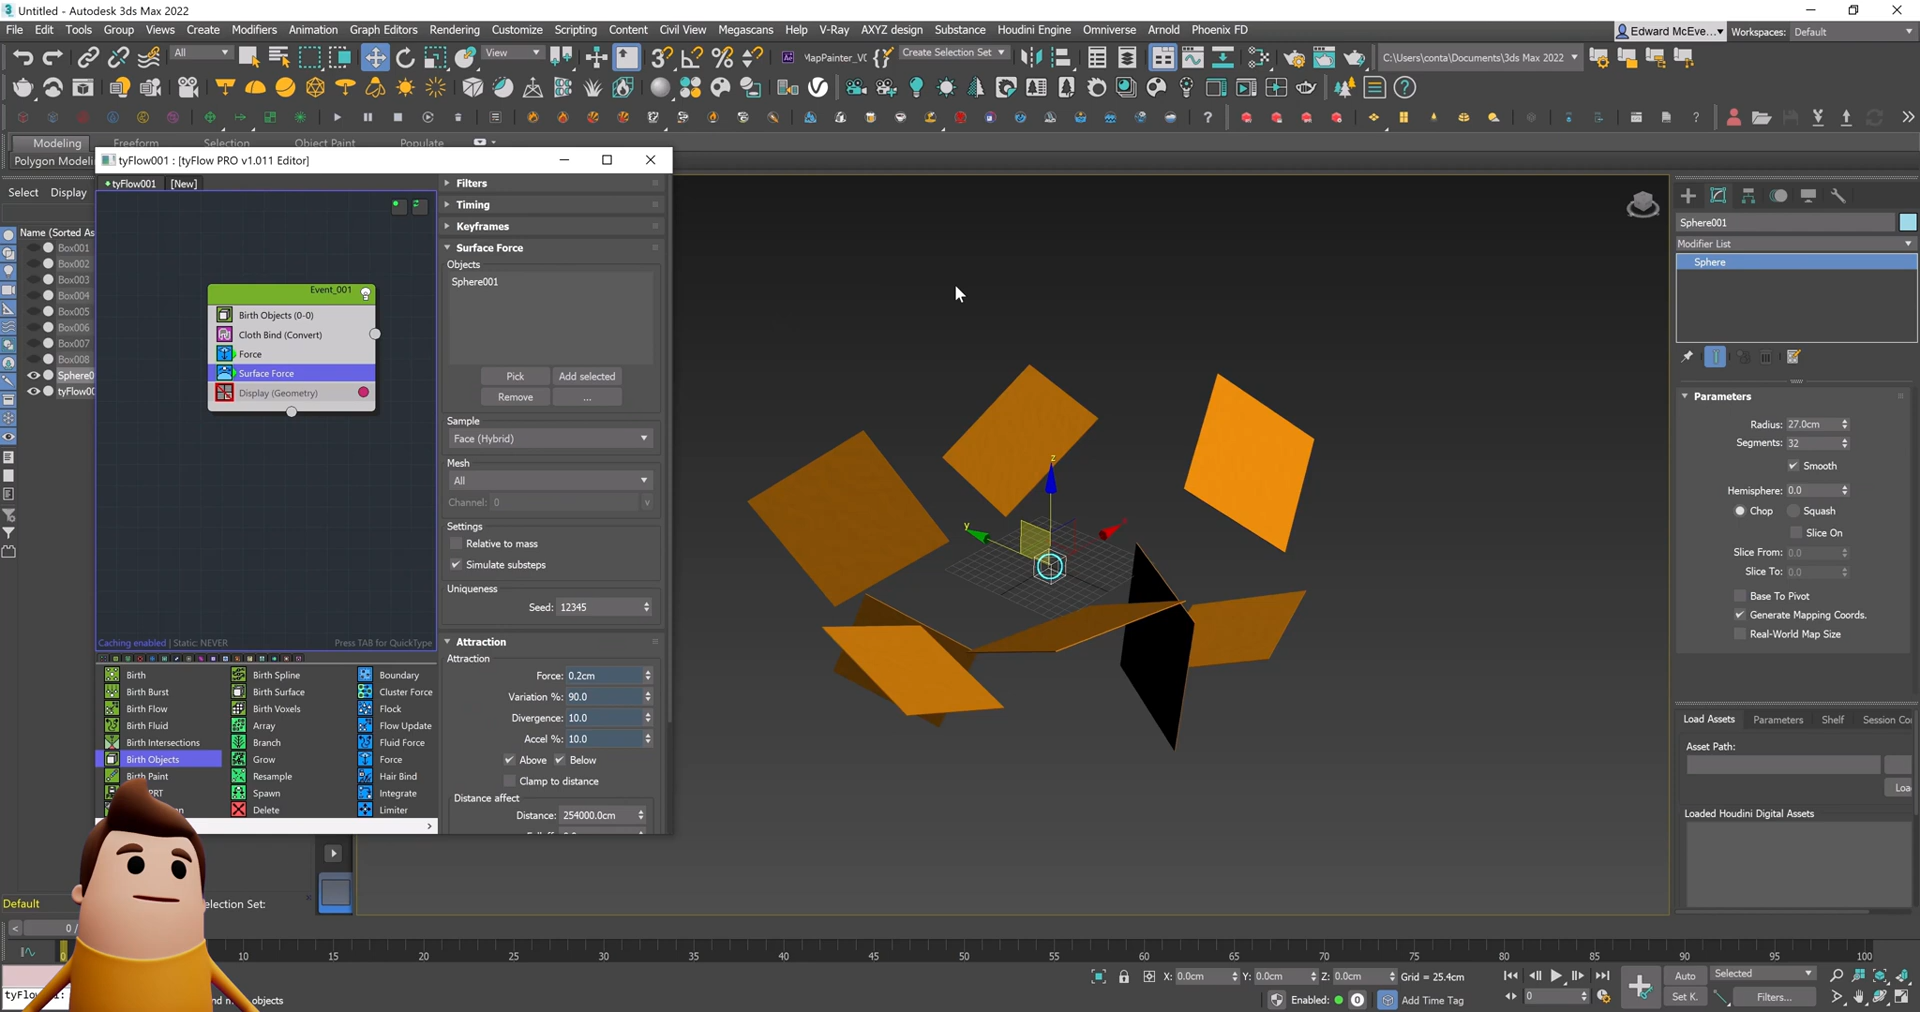 Untitled - Autodesk 3ds Max 2022
File Edit Tools Group Views Create Modifiers Animation Graph Editors Rendering Customize Scripting Content Civil View Megascans Help V-Ray AXYZ design Substance Houdini Engine Omniverse Arnold Phoenix FD
Edward McEve... Workspaces: Default
All View Create Selection Set C:\Users\conta\Documents\3ds Max 2022
Modeling Freeform Selection Object Paint Populate
Polygon Modeli
tyFlow001 : [tyFlow PRO v1.011 Editor]
Select Display
tyFlow001 [New]
Name (Sorted As
Box001
Box002
Box003
Box004
Box005
Box006
Box007
Box008
Sphere0
tyFlow00
Event_001
Birth Objects (0-0)
Cloth Bind (Convert)
Force
Surface Force
Display (Geometry)
Caching enabled | Static: NEVER Press TAB for QuickType
Birth Birth Spline Boundary
Birth Burst Birth Surface Cluster Force
Birth Flow Birth Voxels Flock
Birth Fluid Array Flow Update
Birth Intersections Branch Fluid Force
Birth Objects Grow Force
Birth Paint Resample Hair Bind
PRT Spawn Integrate
Delete Limiter
Filters
Timing
Keyframes
Surface Force
Objects
Sphere001
Pick Add selected
Remove ...
Sample
Face (Hybrid)
Mesh
All
Channel: 0
Settings
Relative to mass
Simulate substeps
Uniqueness
Seed: 12345
Attraction
Attraction
Force: 0.2cm
Variation %: 90.0
Divergence: 10.0
Accel %: 10.0
Above Below
Clamp to distance
Distance affect
Distance: 254000.0cm
z
y
Sphere001
Modifier List
Sphere
Parameters
Radius: 27.0cm
Segments: 32
Smooth
Hemisphere: 0.0
Chop Squash
Slice On
Slice From: 0.0
Slice To: 0.0
Base To Pivot
Generate Mapping Coords.
Real-World Map Size
Load Assets Parameters Shelf Session Co
Asset Path:
Loa
Loaded Houdini Digital Assets
Default
election Set:
0 /
0 10 15 20 25 30 35 40 45 50 55 60 65 70 75 80 85 90 95 100
X: 0.0cm Y: 0.0cm Z: 0.0cm Grid = 25.4cm
Auto Selected
Enabled: 0 Add Time Tag
0 Set K. Filters...
objects